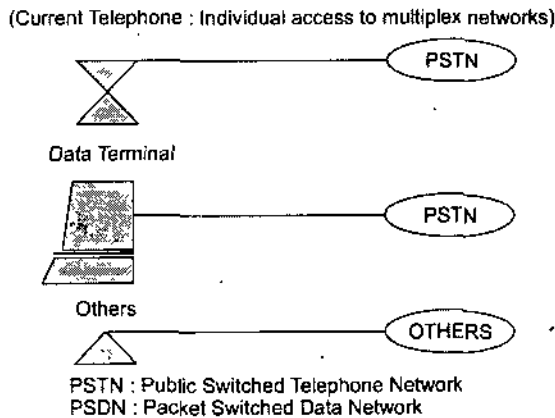 (Current Telephone : Individual access to multiplex networks)
PSTN
Data Terminal
PSTN
Others
OTHERS
PSTN : Public Switched Telephone Network
PSDN : Packet Switched Data Network